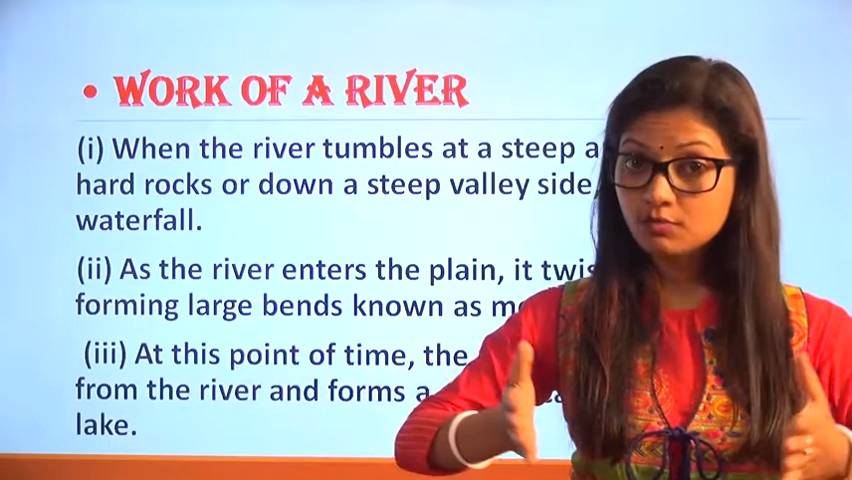 • WORK OF A RIVER
(i) When the river tumbles at a steep
hard rocks or down a steep valley side,
waterfall.
(ii) As the river enters the plain, it
forming large bends known as
(iii) At this point of time, the
from the river and forms a
lake.